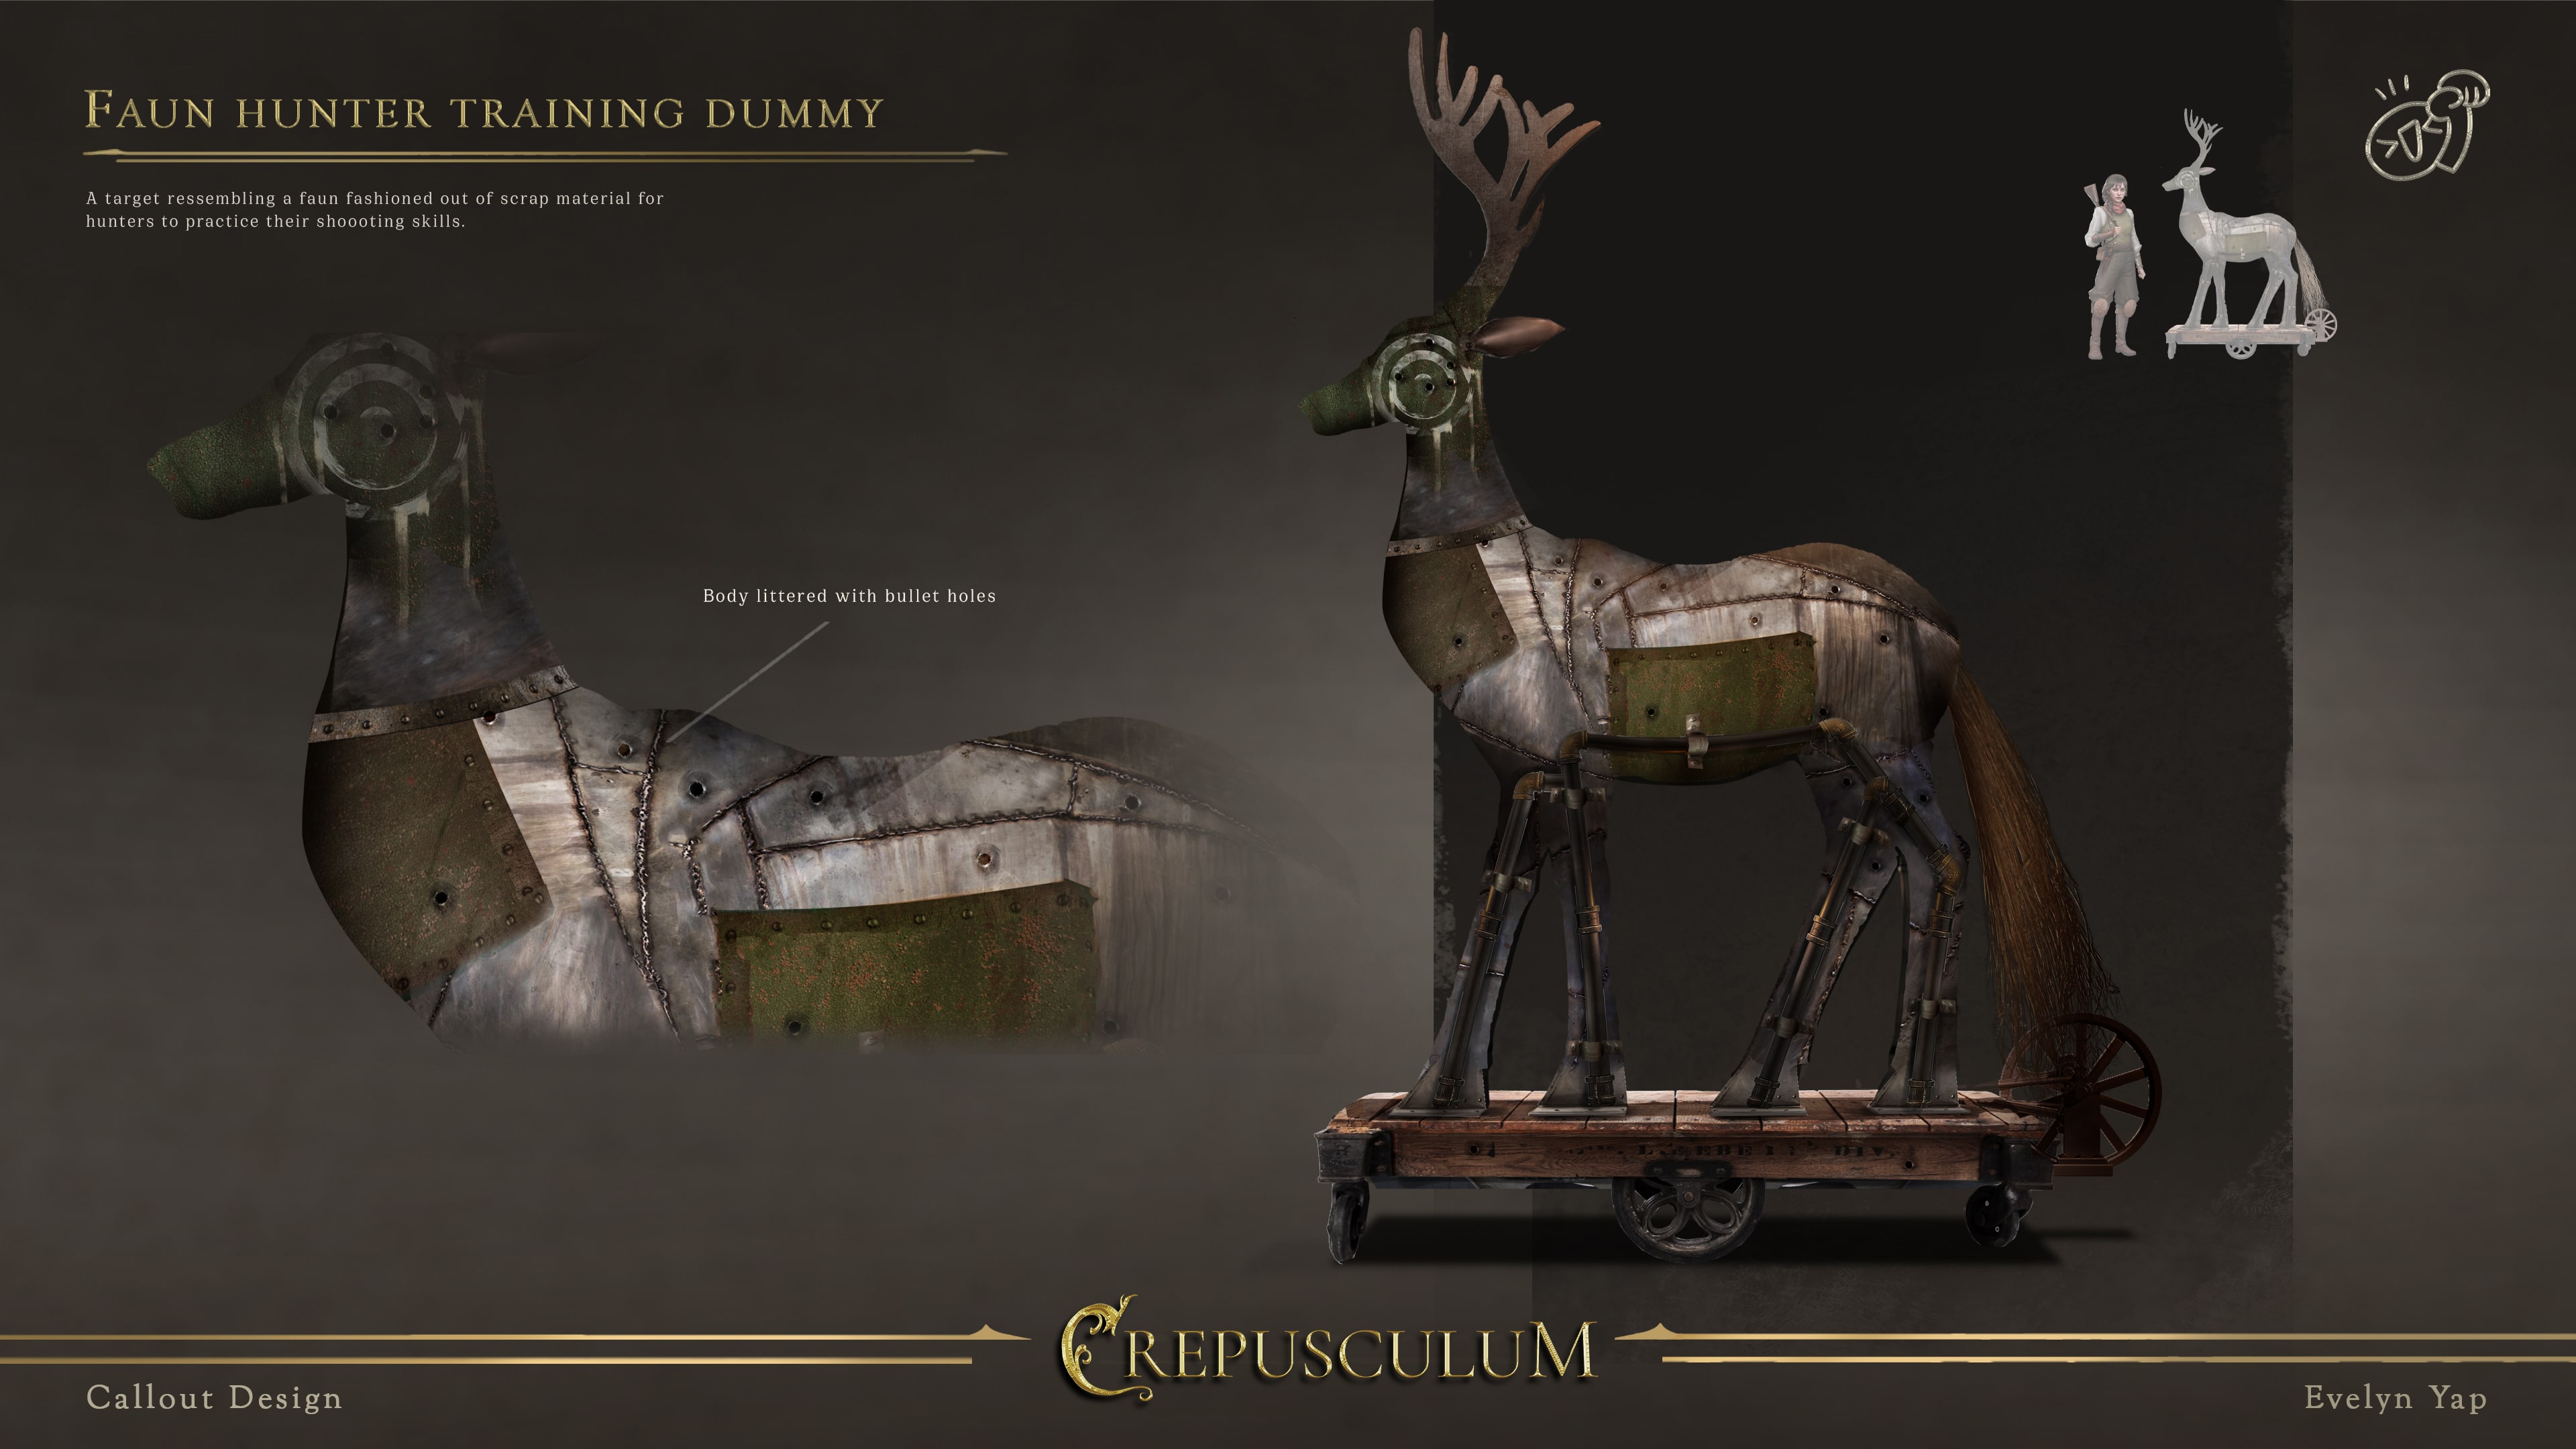 Faun hunter training dummy
A target ressembling a faun fashioned out of scrap material for
hunters to practice their shoooting skills.
Body littered with bullet holes
CREPUSCULUM
Callout Design
Evelyn Yap